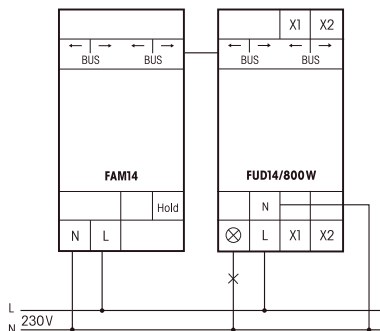 X1 X2
BUS BUS
BUS BUS
FAM14
FUD14/800W
Hold
N
N L
L X1 X2
L
230V
N